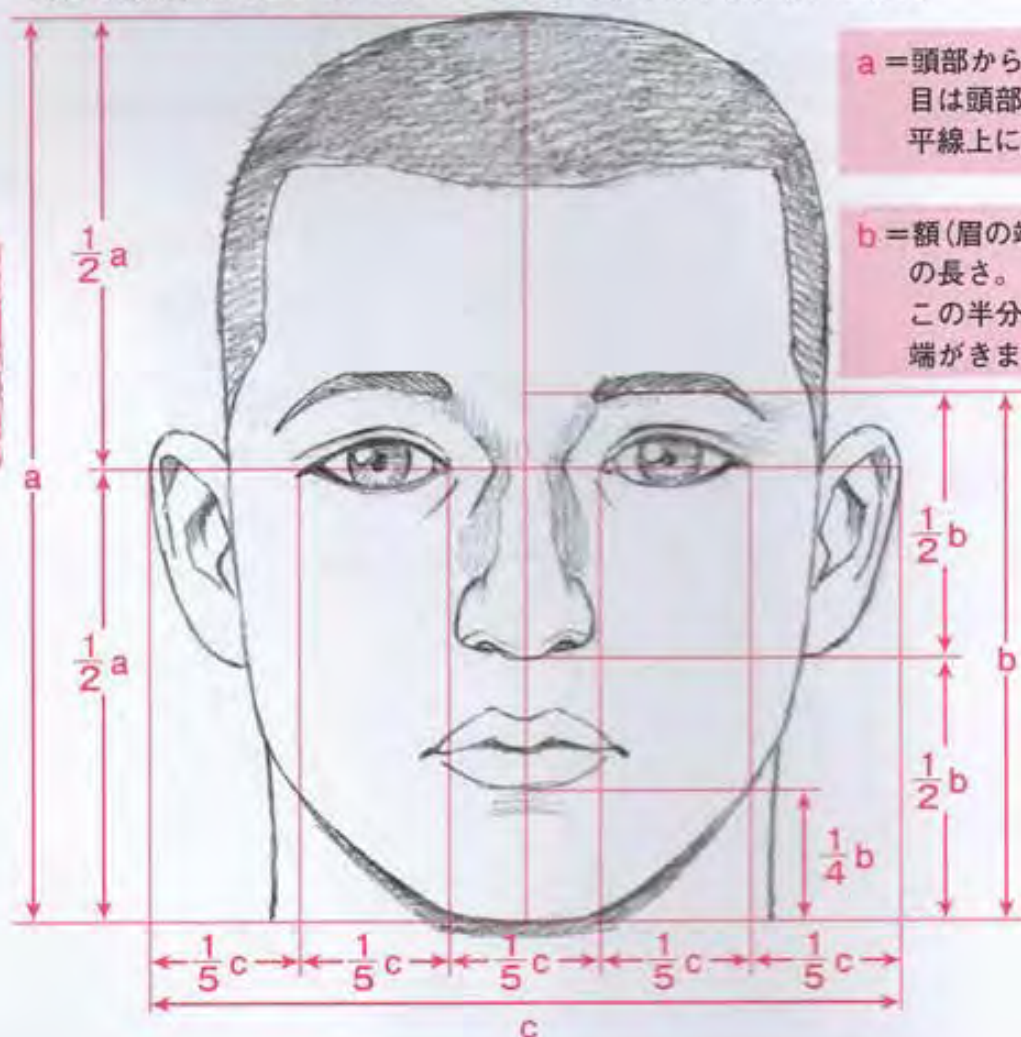 a＝頭部から
目は頭部
平線上に
b＝額(眉の端
の長さ。
この半分
端がきま
a
1/2 a
1/2 a
1/2 b
1/2 b
b
1/4 b
1/5 c
1/5 c
1/5 c
1/5 c
1/5 c
c